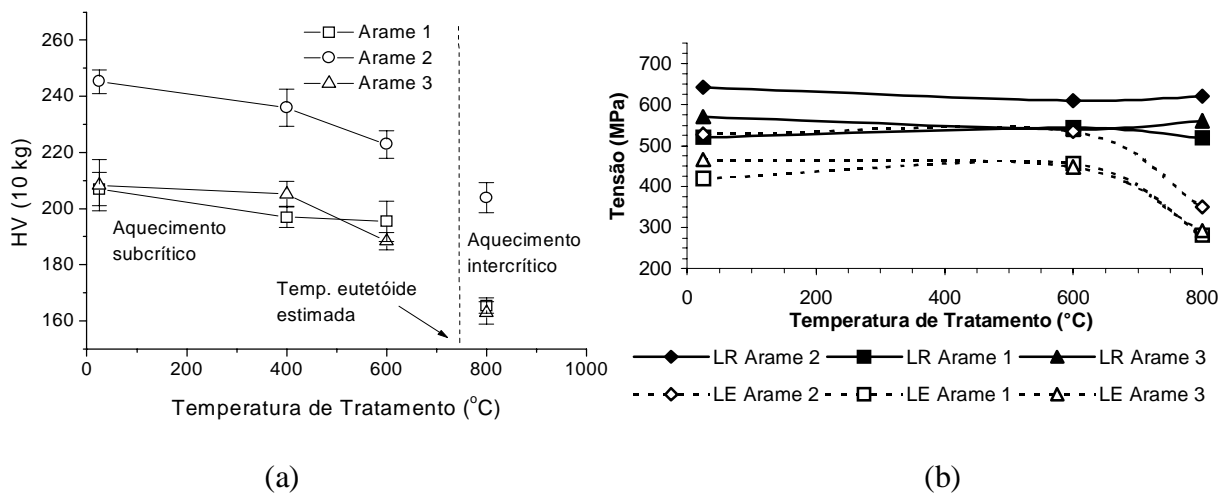 HV (10 kg)
260
240
220
200
180
160
Arame 1
Arame 2
Arame 3
Aquecimento
subcrítico
Aquecimento
intercrítico
Temp. eutetóide
estimada
0 200 400 600 800 1000
Temperatura de Tratamento (°C)
(a)
Tensão (MPa)
700
600
500
400
300
200
0 200 400 600 800
Temperatura de Tratamento (°C)
LR Arame 2 LR Arame 1 LR Arame 3
LE Arame 2 LE Arame 1 LE Arame 3
(b)